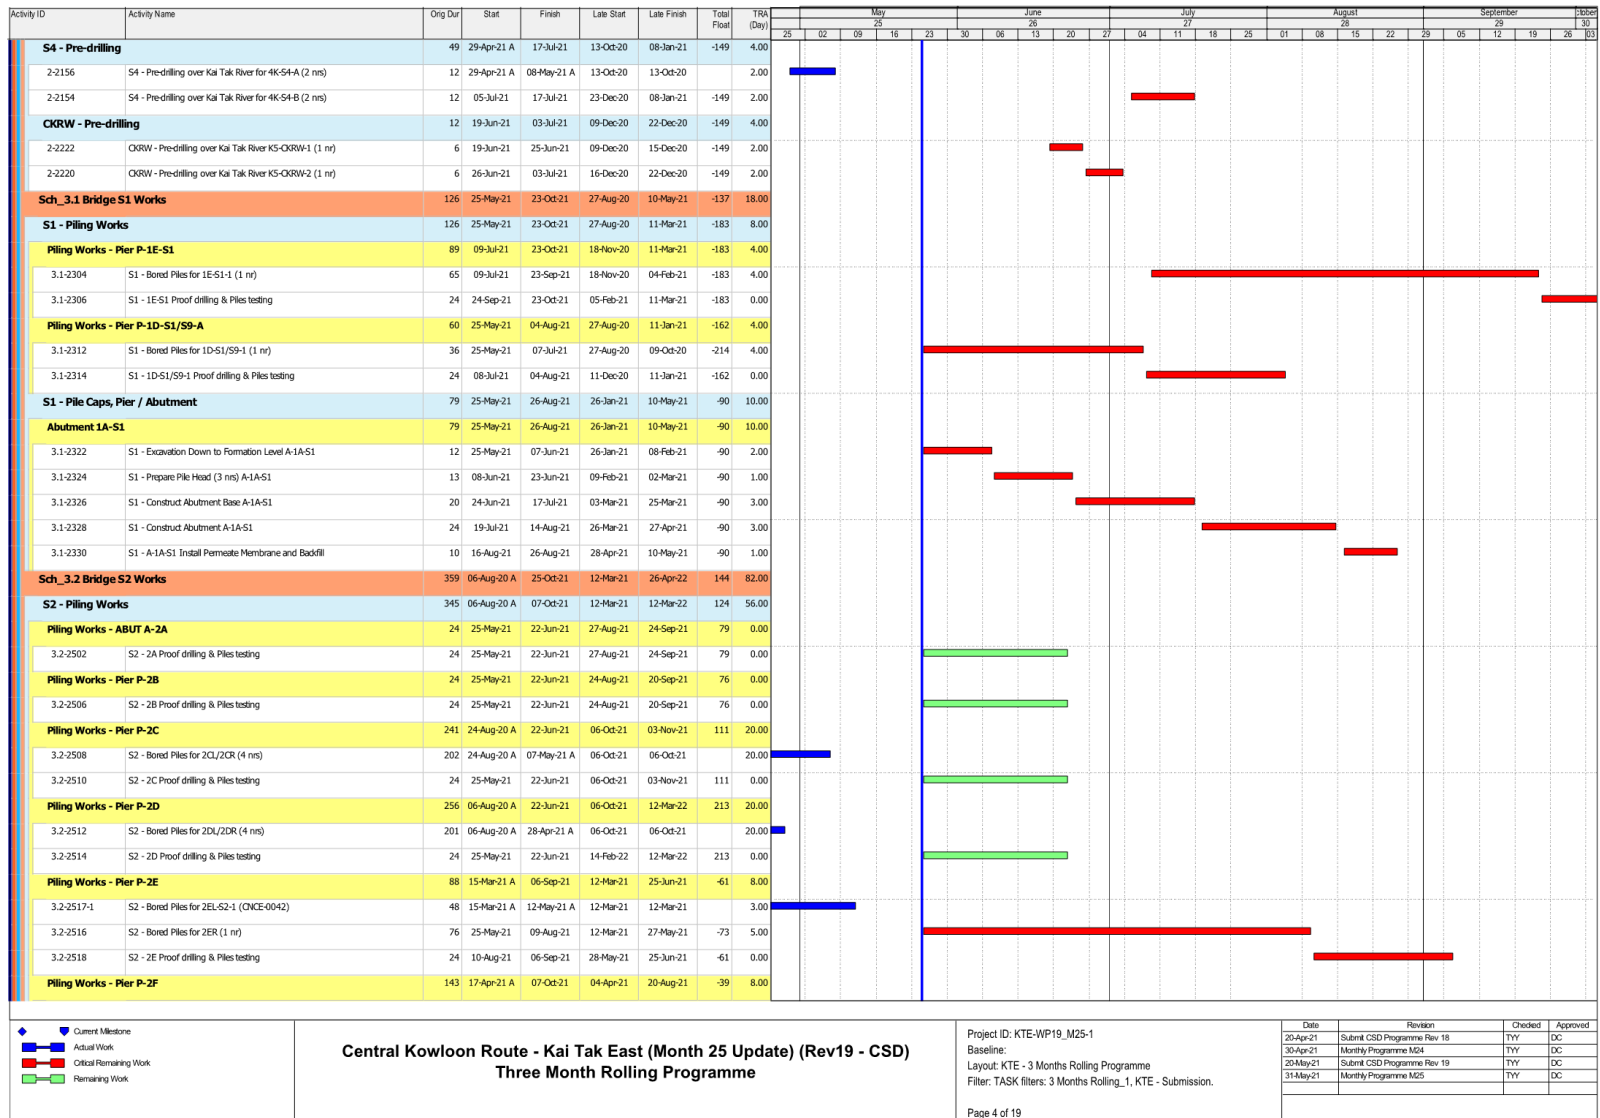 Activity ID Activity Name Orig Dur Start Finish Late Start Late Finish Total Float TRA (Day) May June July August September
25 26 27 28 29 30
25 02 09 16 23 30 06 13 20 27 04 11 18 25 01 08 15 22 29 05 12 19 26 03
S4 - Pre-drilling 49 29-Apr-21 A 17-Jul-21 13-Oct-20 08-Jan-21 -149 4.00
2-2156 S4 - Pre-drilling over Kai Tak River for 4K-S4-A (2 nrs) 12 29-Apr-21 A 08-May-21 A 13-Oct-20 13-Oct-20 2.00
2-2154 S4 - Pre-drilling over Kai Tak River for 4K-S4-B (2 nrs) 12 05-Jul-21 17-Jul-21 23-Dec-20 08-Jan-21 -149 2.00
CKRW - Pre-drilling 12 19-Jun-21 03-Jul-21 09-Dec-20 22-Dec-20 -149 4.00
2-2222 CKRW - Pre-drilling over Kai Tak River K5-CKRW-1 (1 nr) 6 19-Jun-21 25-Jun-21 09-Dec-20 15-Dec-20 -149 2.00
2-2220 CKRW - Pre-drilling over Kai Tak River K5-CKRW-2 (1 nr) 6 26-Jun-21 03-Jul-21 16-Dec-20 22-Dec-20 -149 2.00
Sch_3.1 Bridge S1 Works 126 25-May-21 23-Oct-21 27-Aug-20 10-May-21 -137 18.00
S1 - Piling Works 126 25-May-21 23-Oct-21 27-Aug-20 11-Mar-21 -183 8.00
Piling Works - Pier P-1E-S1 89 09-Jul-21 23-Oct-21 18-Nov-20 11-Mar-21 -183 4.00
3.1-2304 S1 - Bored Piles for 1E-S1-1 (1 nr) 65 09-Jul-21 23-Sep-21 18-Nov-20 04-Feb-21 -183 4.00
3.1-2306 S1 - 1E-S1 Proof drilling & Piles testing 24 24-Sep-21 23-Oct-21 05-Feb-21 11-Mar-21 -183 0.00
Piling Works - Pier P-1D-S1/S9-A 60 25-May-21 04-Aug-21 27-Aug-20 11-Jan-21 -162 4.00
3.1-2312 S1 - Bored Piles for 1D-S1/S9-1 (1 nr) 36 25-May-21 07-Jul-21 27-Aug-20 09-Oct-20 -214 4.00
3.1-2314 S1 - 1D-S1/S9-1 Proof drilling & Piles testing 24 08-Jul-21 04-Aug-21 11-Dec-20 11-Jan-21 -162 0.00
S1 - Pile Caps, Pier / Abutment 79 25-May-21 26-Aug-21 26-Jan-21 10-May-21 -90 10.00
Abutment 1A-S1 79 25-May-21 26-Aug-21 26-Jan-21 10-May-21 -90 10.00
3.1-2322 S1 - Excavation Down to Formation Level A-1A-S1 12 25-May-21 07-Jun-21 26-Jan-21 08-Feb-21 -90 2.00
3.1-2324 S1 - Prepare Pile Head (3 nrs) A-1A-S1 13 08-Jun-21 23-Jun-21 09-Feb-21 02-Mar-21 -90 1.00
3.1-2326 S1 - Construct Abutment Base A-1A-S1 20 24-Jun-21 17-Jul-21 03-Mar-21 25-Mar-21 -90 3.00
3.1-2328 S1 - Construct Abutment A-1A-S1 24 19-Jul-21 14-Aug-21 26-Mar-21 27-Apr-21 -90 3.00
3.1-2330 S1 - A-1A-S1 Install Permeate Membrane and Backfill 10 16-Aug-21 26-Aug-21 28-Apr-21 10-May-21 -90 1.00
Sch_3.2 Bridge S2 Works 359 06-Aug-20 A 25-Oct-21 12-Mar-21 26-Apr-22 144 82.00
S2 - Piling Works 345 06-Aug-20 A 07-Oct-21 12-Mar-21 12-Mar-22 124 56.00
Piling Works - ABUT A-2A 24 25-May-21 22-Jun-21 27-Aug-21 24-Sep-21 79 0.00
3.2-2502 S2 - 2A Proof drilling & Piles testing 24 25-May-21 22-Jun-21 27-Aug-21 24-Sep-21 79 0.00
Piling Works - Pier P-2B 24 25-May-21 22-Jun-21 24-Aug-21 20-Sep-21 76 0.00
3.2-2506 S2 - 2B Proof drilling & Piles testing 24 25-May-21 22-Jun-21 24-Aug-21 20-Sep-21 76 0.00
Piling Works - Pier P-2C 241 24-Aug-20 A 22-Jun-21 06-Oct-21 03-Nov-21 111 20.00
3.2-2508 S2 - Bored Piles for 2CL/2CR (4 nrs) 202 24-Aug-20 A 07-May-21 A 06-Oct-21 06-Oct-21 20.00
3.2-2510 S2 - 2C Proof drilling & Piles testing 24 25-May-21 22-Jun-21 06-Oct-21 03-Nov-21 111 0.00
Piling Works - Pier P-2D 256 06-Aug-20 A 22-Jun-21 06-Oct-21 12-Mar-22 213 20.00
3.2-2512 S2 - Bored Piles for 2DL/2DR (4 nrs) 201 06-Aug-20 A 28-Apr-21 A 06-Oct-21 06-Oct-21 20.00
3.2-2514 S2 - 2D Proof drilling & Piles testing 24 25-May-21 22-Jun-21 14-Feb-22 12-Mar-22 213 0.00
Piling Works - Pier P-2E 88 15-Mar-21 A 06-Sep-21 12-Mar-21 25-Jun-21 -61 8.00
3.2-2517-1 S2 - Bored Piles for 2EL-S2-1 (CNCE-0042) 48 15-Mar-21 A 12-May-21 A 12-Mar-21 12-Mar-21 3.00
3.2-2516 S2 - Bored Piles for 2ER (1 nr) 76 25-May-21 09-Aug-21 12-Mar-21 27-May-21 -73 5.00
3.2-2518 S2 - 2E Proof drilling & Piles testing 24 10-Aug-21 06-Sep-21 28-May-21 25-Jun-21 -61 0.00
Piling Works - Pier P-2F 143 17-Apr-21 A 07-Oct-21 04-Apr-21 20-Aug-21 -39 8.00
Current Milestone
Actual Work
Critical Remaining Work
Remaining Work
Central Kowloon Route - Kai Tak East (Month 25 Update) (Rev19 - CSD)
Three Month Rolling Programme
Project ID: KTE-WP19_M25-1
Baseline:
Layout: KTE - 3 Months Rolling Programme
Filter: TASK filters: 3 Months Rolling_1, KTE - Submission.
Page 4 of 19
Date Revision Checked Approved
20-Apr-21 Submit CSD Programme Rev 18 TYY DC
30-Apr-21 Monthly Programme M24 TYY DC
20-May-21 Submit CSD Programme Rev 19 TYY DC
31-May-21 Monthly Programme M25 TYY DC